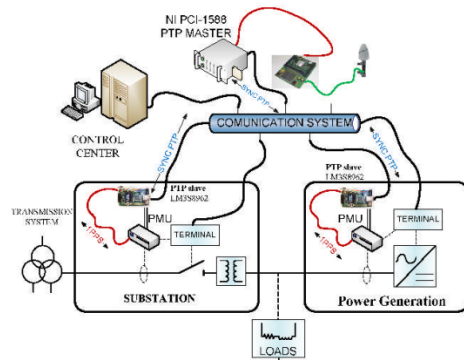 NI PCI-1588
PTP MASTER
SYNC PTP
COMUNICATION SYSTEM
CONTROL
CENTER
SYNC PTP
SYNC PTP
PTP slave
LM3S8962
PTP slave
LM3S8962
TRANSMISSION
SYSTEM
PMU
TERMINAL
1PPS
PMU
TERMINAL
1PPS
SUBSTATION
Power Generation
LOADS